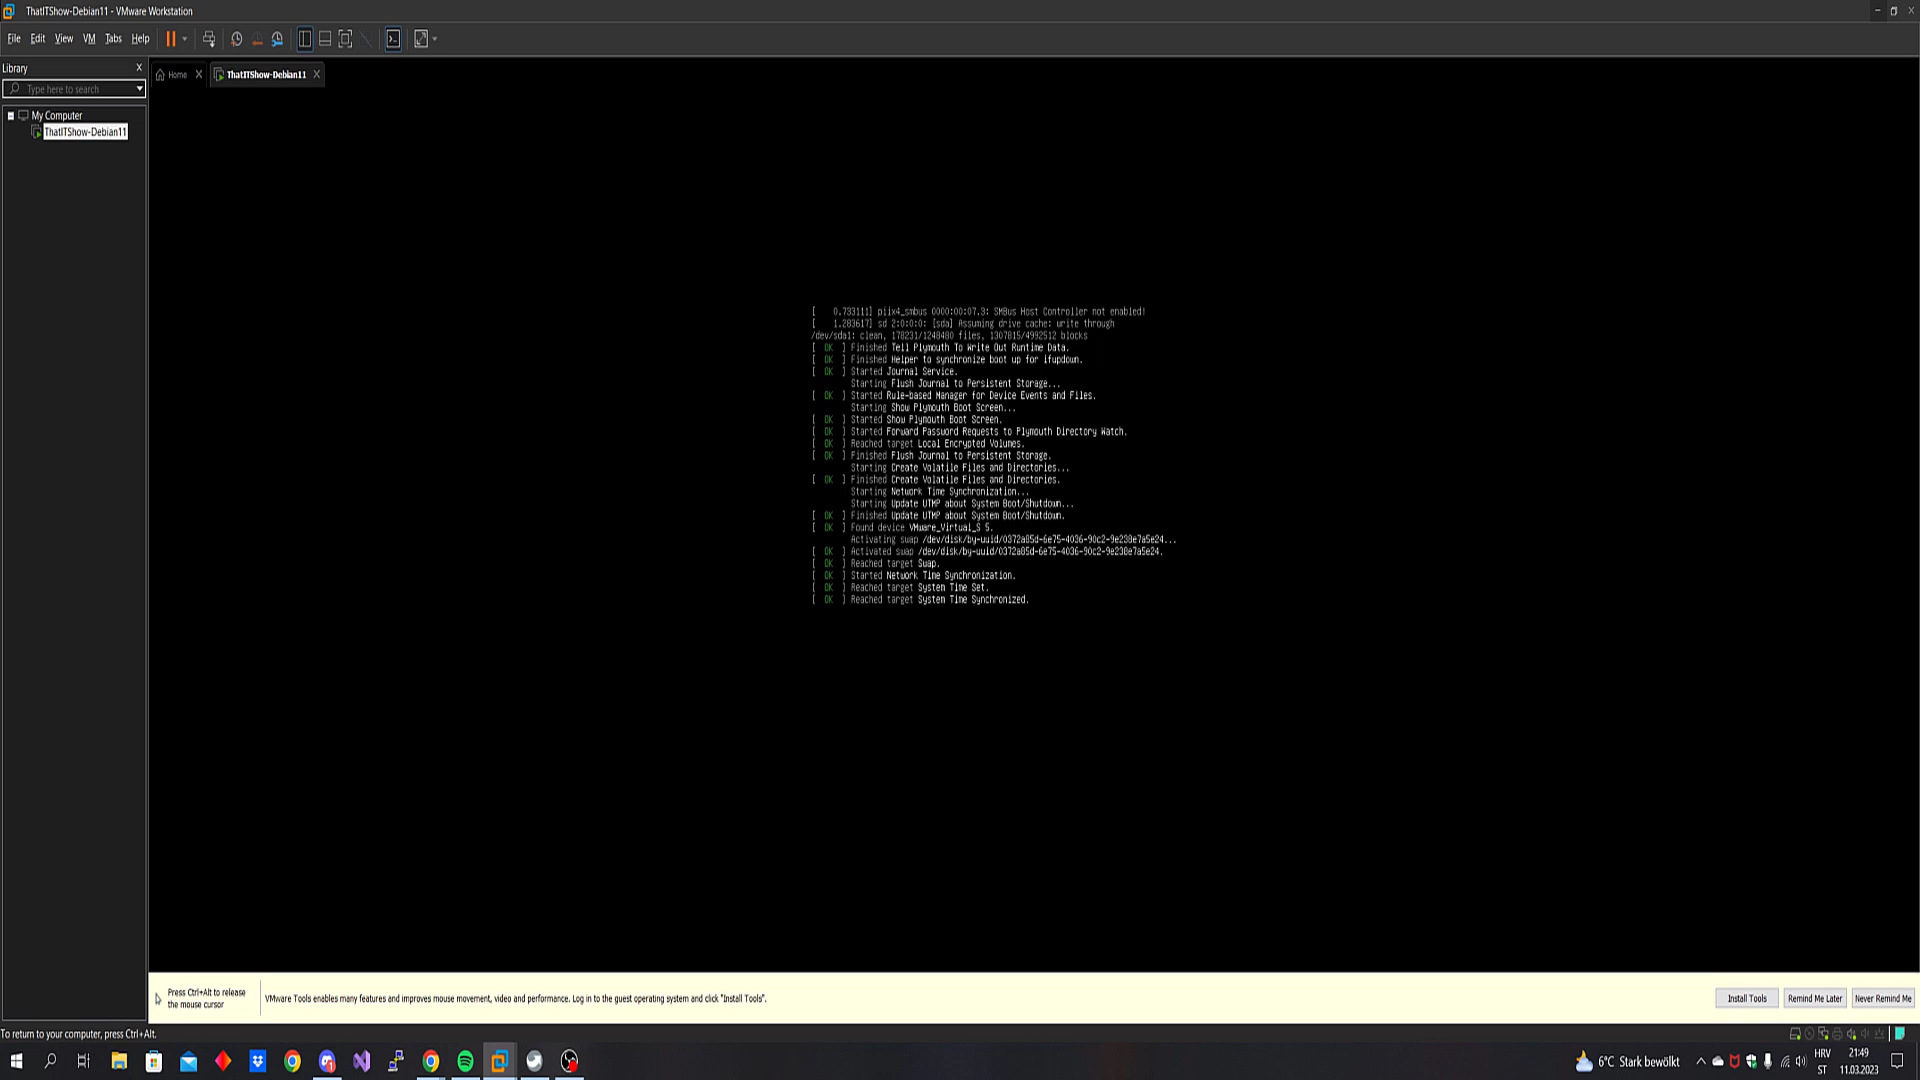 ThatITShow-Debian11 - VMware Workstation
File Edit View VM Tabs Help
Library
Type here to search
My Computer
ThatITShow-Debian11
Home
ThatITShow-Debian11
[    0.733111] piix4_smbus 0000:00:07.3: SMBus Host Controller not enabled!
[    1.283617] sd 2:0:0:0: [sda] Assuming drive cache: write through
/dev/sda1: clean, 178231/1248480 files, 1307815/4992512 blocks
[  OK  ] Finished Tell Plymouth To Write Out Runtime Data.
[  OK  ] Finished Helper to synchronize boot up for ifupdown.
[  OK  ] Started Journal Service.
Starting Flush Journal to Persistent Storage...
[  OK  ] Started Rule-based Manager for Device Events and Files.
Starting Show Plymouth Boot Screen...
[  OK  ] Started Show Plymouth Boot Screen.
[  OK  ] Started Forward Password Requests to Plymouth Directory Watch.
[  OK  ] Reached target Local Encrypted Volumes.
[  OK  ] Finished Flush Journal to Persistent Storage.
Starting Create Volatile Files and Directories...
[  OK  ] Finished Create Volatile Files and Directories.
Starting Network Time Synchronization...
Starting Update UTMP about System Boot/Shutdown...
[  OK  ] Finished Update UTMP about System Boot/Shutdown.
[  OK  ] Found device VMware_Virtual_S 5.
Activating swap /dev/disk/by-uuid/0372a85d-6e75-4036-90c2-9e238e7a5e24...
[  OK  ] Activated swap /dev/disk/by-uuid/0372a85d-6e75-4036-90c2-9e238e7a5e24.
[  OK  ] Reached target Swap.
[  OK  ] Started Network Time Synchronization.
[  OK  ] Reached target System Time Set.
[  OK  ] Reached target System Time Synchronized.
Press Ctrl+Alt to release
the mouse cursor
VMware Tools enables many features and improves mouse movement, video and performance. Log in to the guest operating system and click "Install Tools".
Install Tools
Remind Me Later
Never Remind Me
To return to your computer, press Ctrl+Alt.
6°C Stark bewölkt
HRV
ST
21:49
11.03.2023